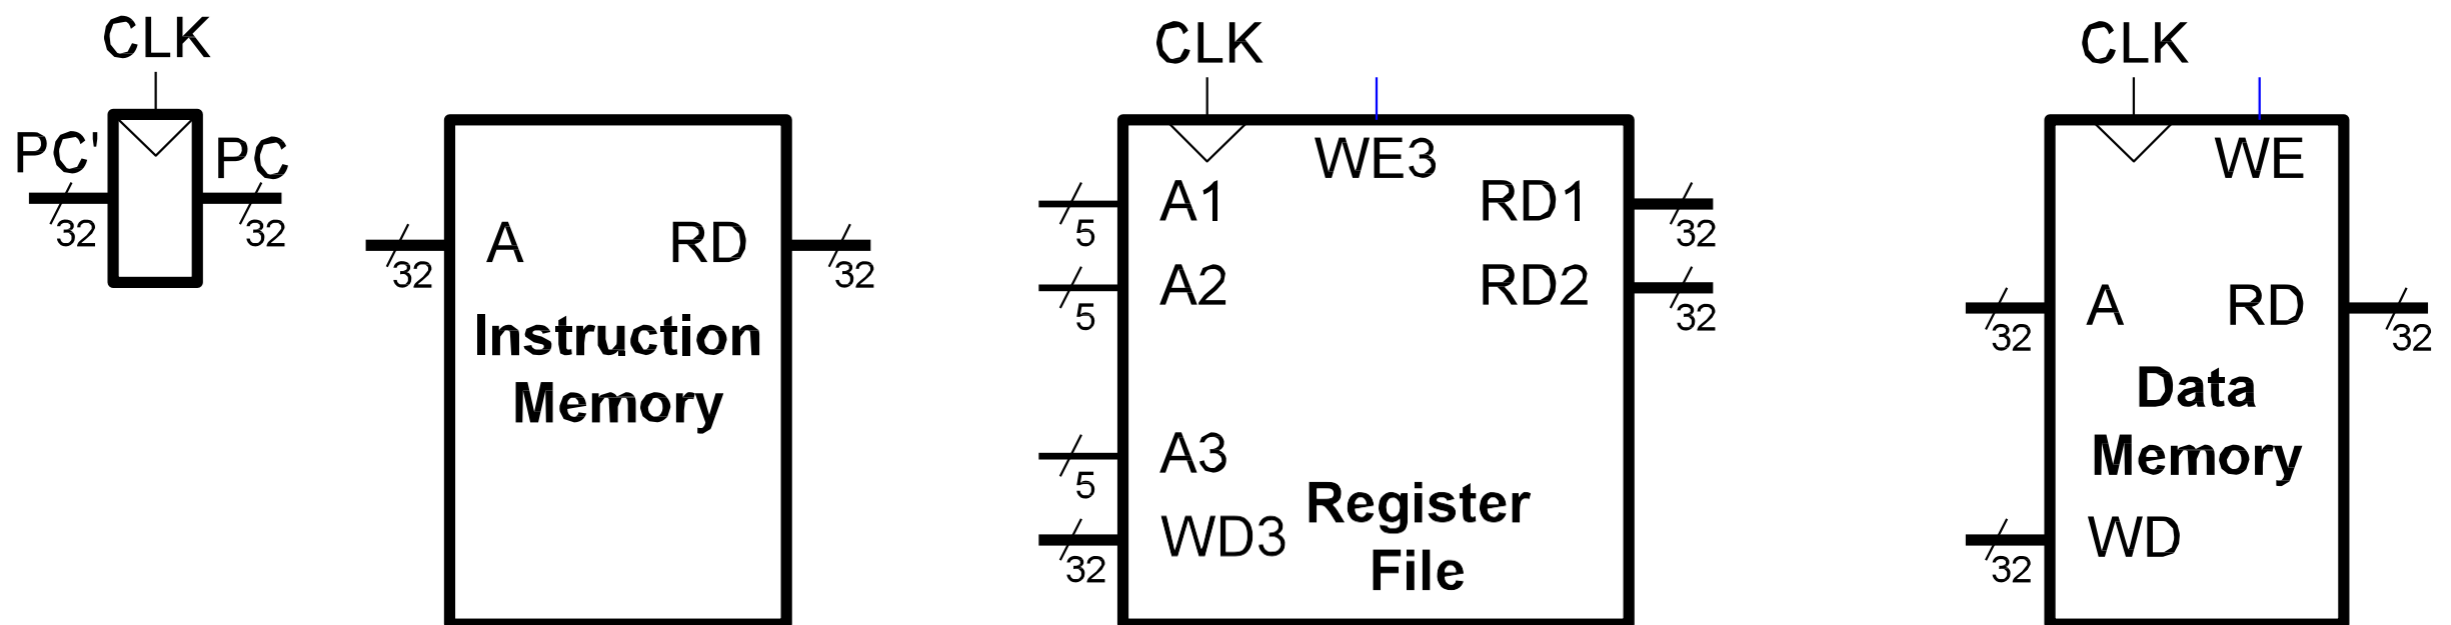 CLK
PC'
PC
32
32
A
RD
32
32
Instruction
Memory
CLK
WE3
A1
RD1
5
32
A2
RD2
5
32
A3
5
WD3
32
Register
File
CLK
WE
A
RD
32
32
Data
Memory
WD
32